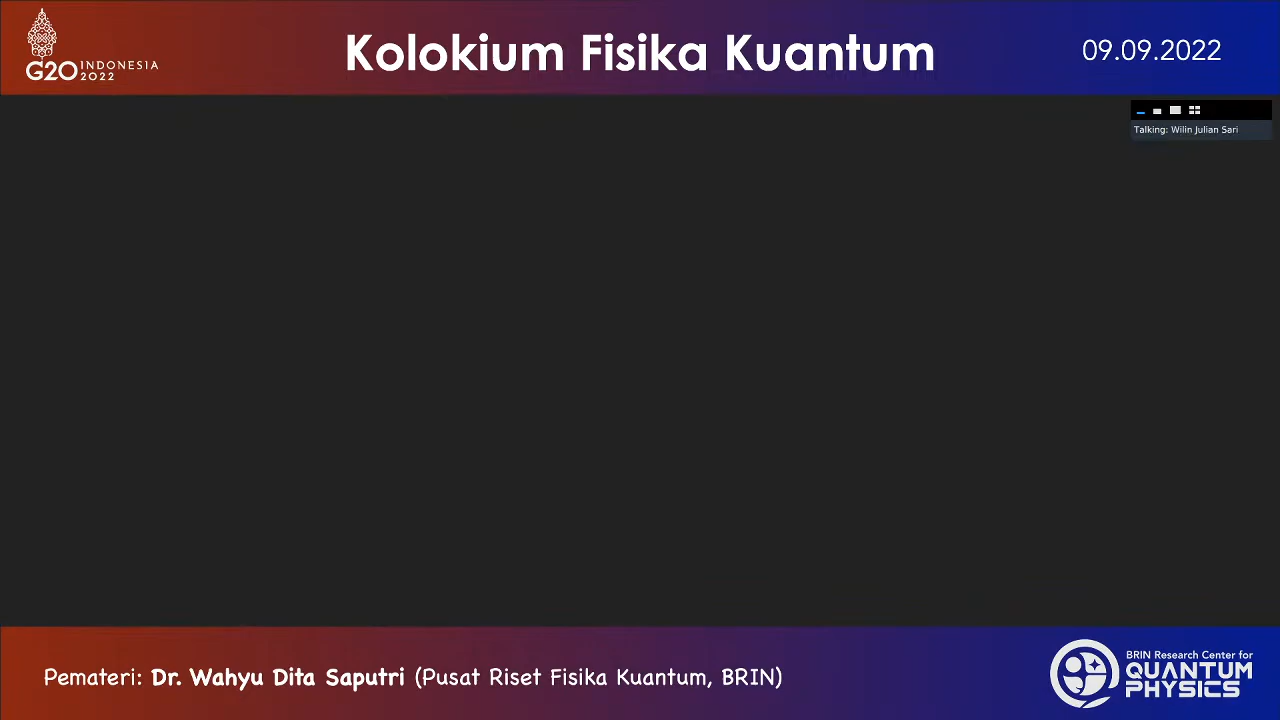 G20 INDONESIA
2022
Kolokium Fisika Kuantum
09.09.2022
Talking: Wilin Julian Sari
Pemateri: Dr. Wahyu Dita Saputri (Pusat Riset Fisika Kuantum, BRIN)
BRIN Research Center for
QUANTUM
PHYSICS